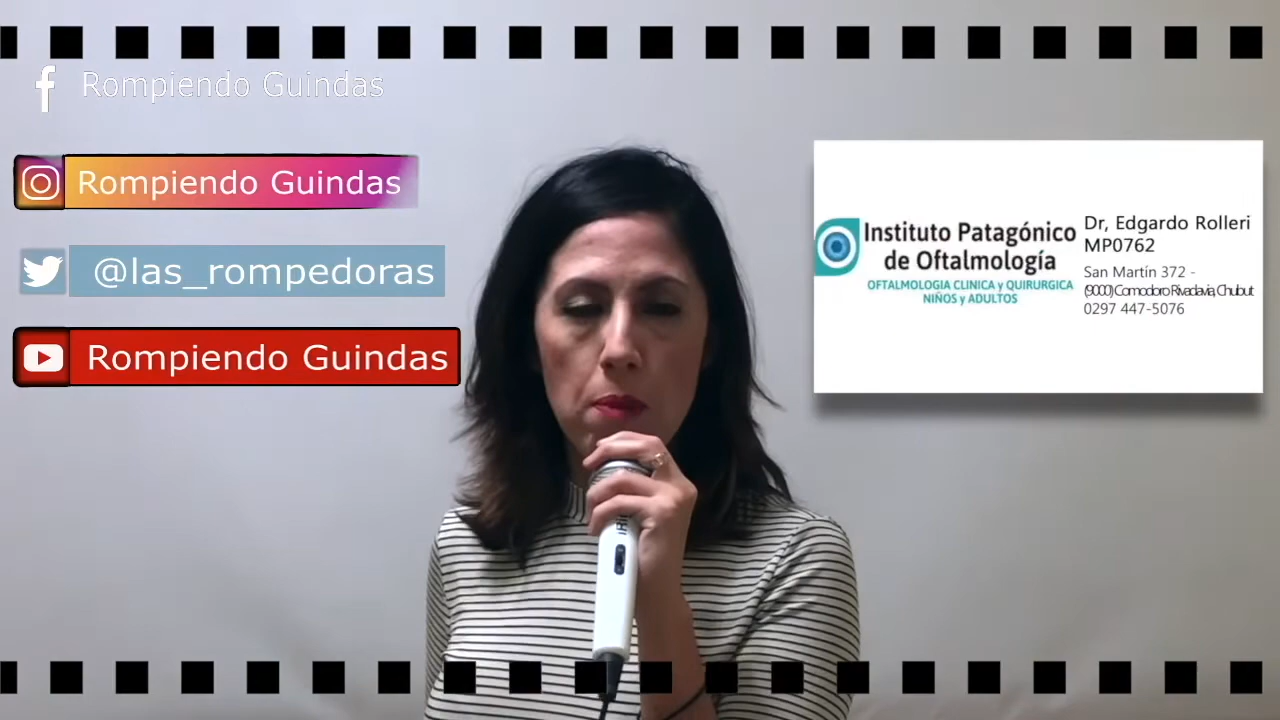 Rompiendo Guindas
Rompiendo Guindas
@las_rompedoras
Rompiendo Guindas
Instituto Patagónico
de Oftalmología
OFTALMOLOGIA CLINICA y QUIRURGICA
NIÑOS y ADULTOS
Dr, Edgardo Rolleri
MP0762
San Martín 372 -
(9000) Comodoro Rivadavia, Chubut
0297 447-5076